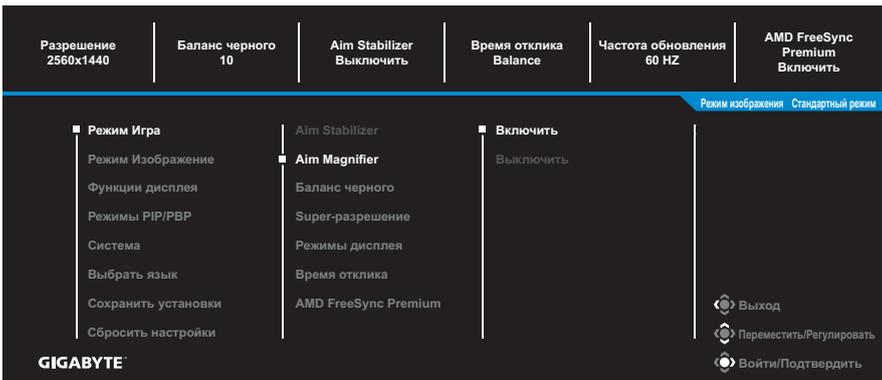 Разрешение
2560x1440
Баланс черного
10
Aim Stabilizer
Выключить
Время отклика
Balance
Частота обновления
60 HZ
AMD FreeSync
Premium
Включить
Режим изображения Стандартный режим
Режим Игра
Режим Изображение
Функции дисплея
Режимы PIP/PBP
Система
Выбрать язык
Сохранить установки
Сбросить настройки
Aim Stabilizer
Aim Magnifier
Баланс черного
Super-разрешение
Режимы дисплея
Время отклика
AMD FreeSync Premium
Включить
Выключить
Выход
Переместить/Регулировать
Войти/Подтвердить
GIGABYTE™